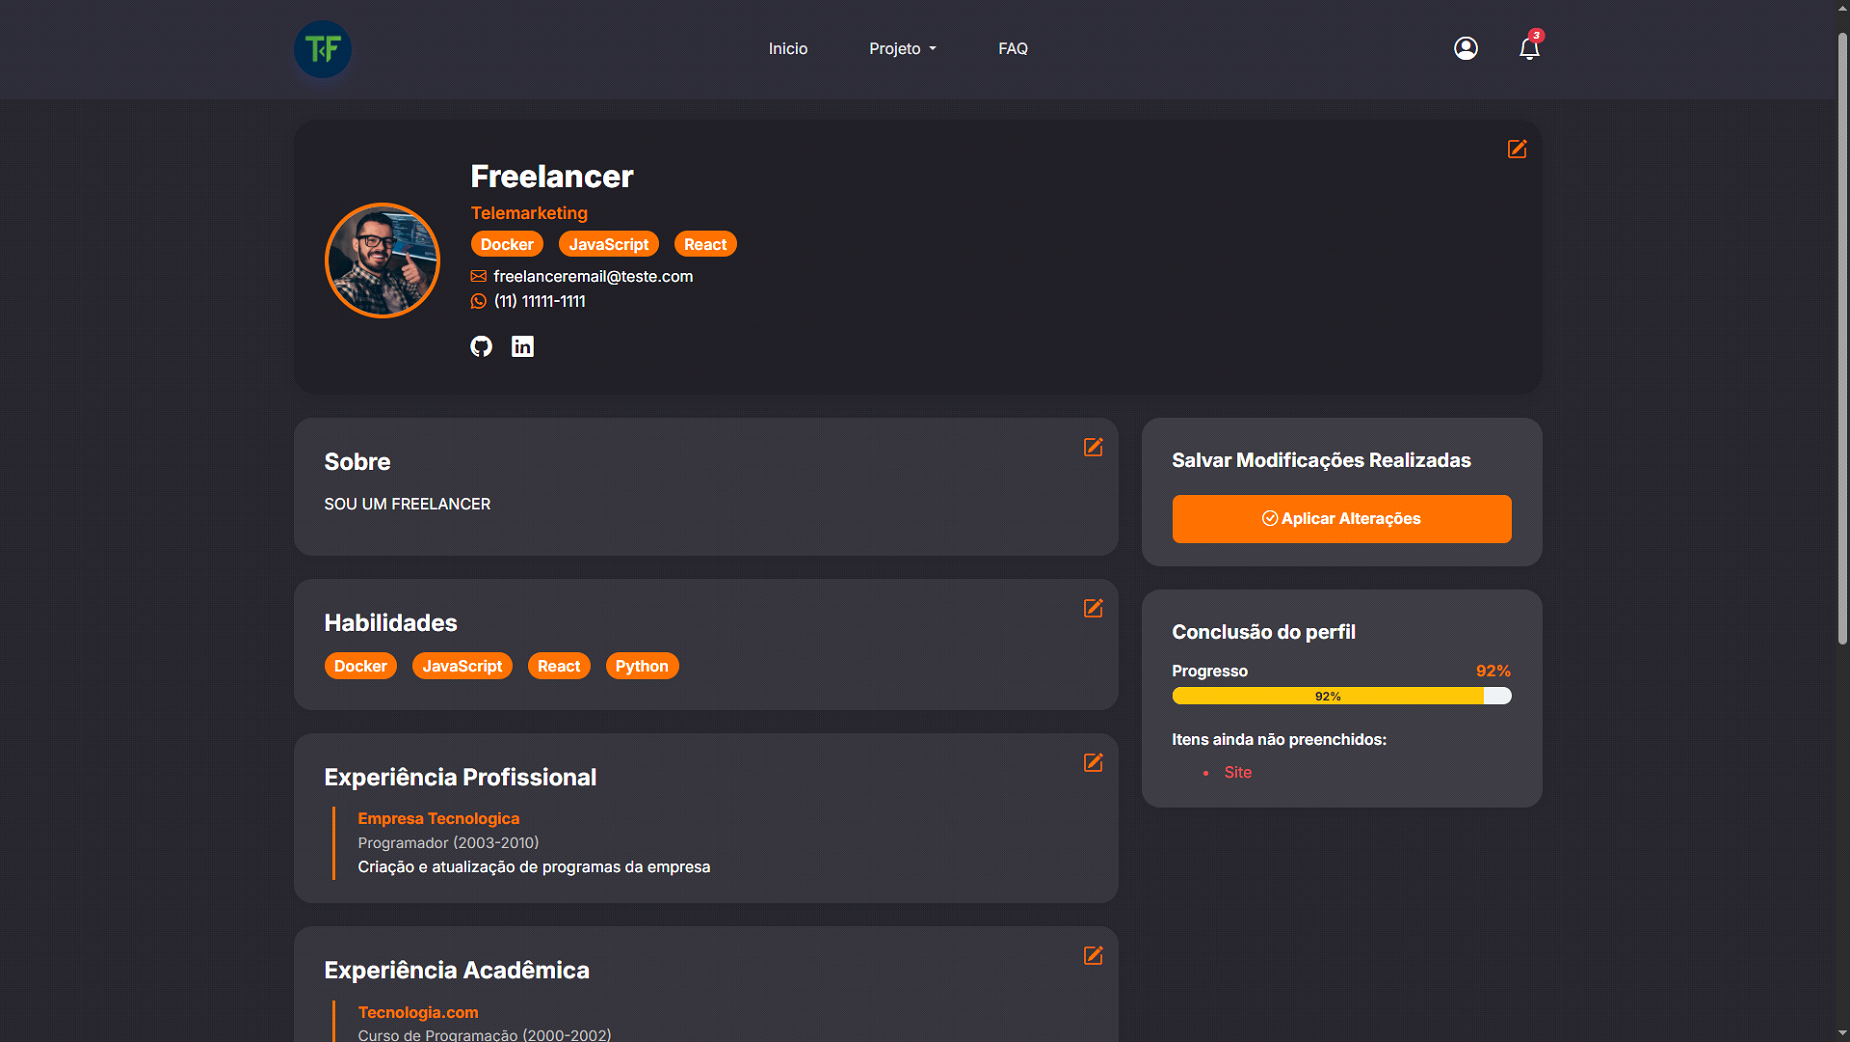 TF
Inicio
Projeto
FAQ
3
Freelancer
Telemarketing
Docker JavaScript React
freelanceremail@teste.com
(11) 11111-1111
in
Sobre
SOU UM FREELANCER
Habilidades
Docker JavaScript React Python
Experiência Profissional
Empresa Tecnologica
Programador (2003-2010)
Criação e atualização de programas da empresa
Experiência Acadêmica
Tecnologia.com
Curso de Programação (2000-2002)
Salvar Modificações Realizadas
Aplicar Alterações
Conclusão do perfil
Progresso 92%
92%
Itens ainda não preenchidos:
• Site